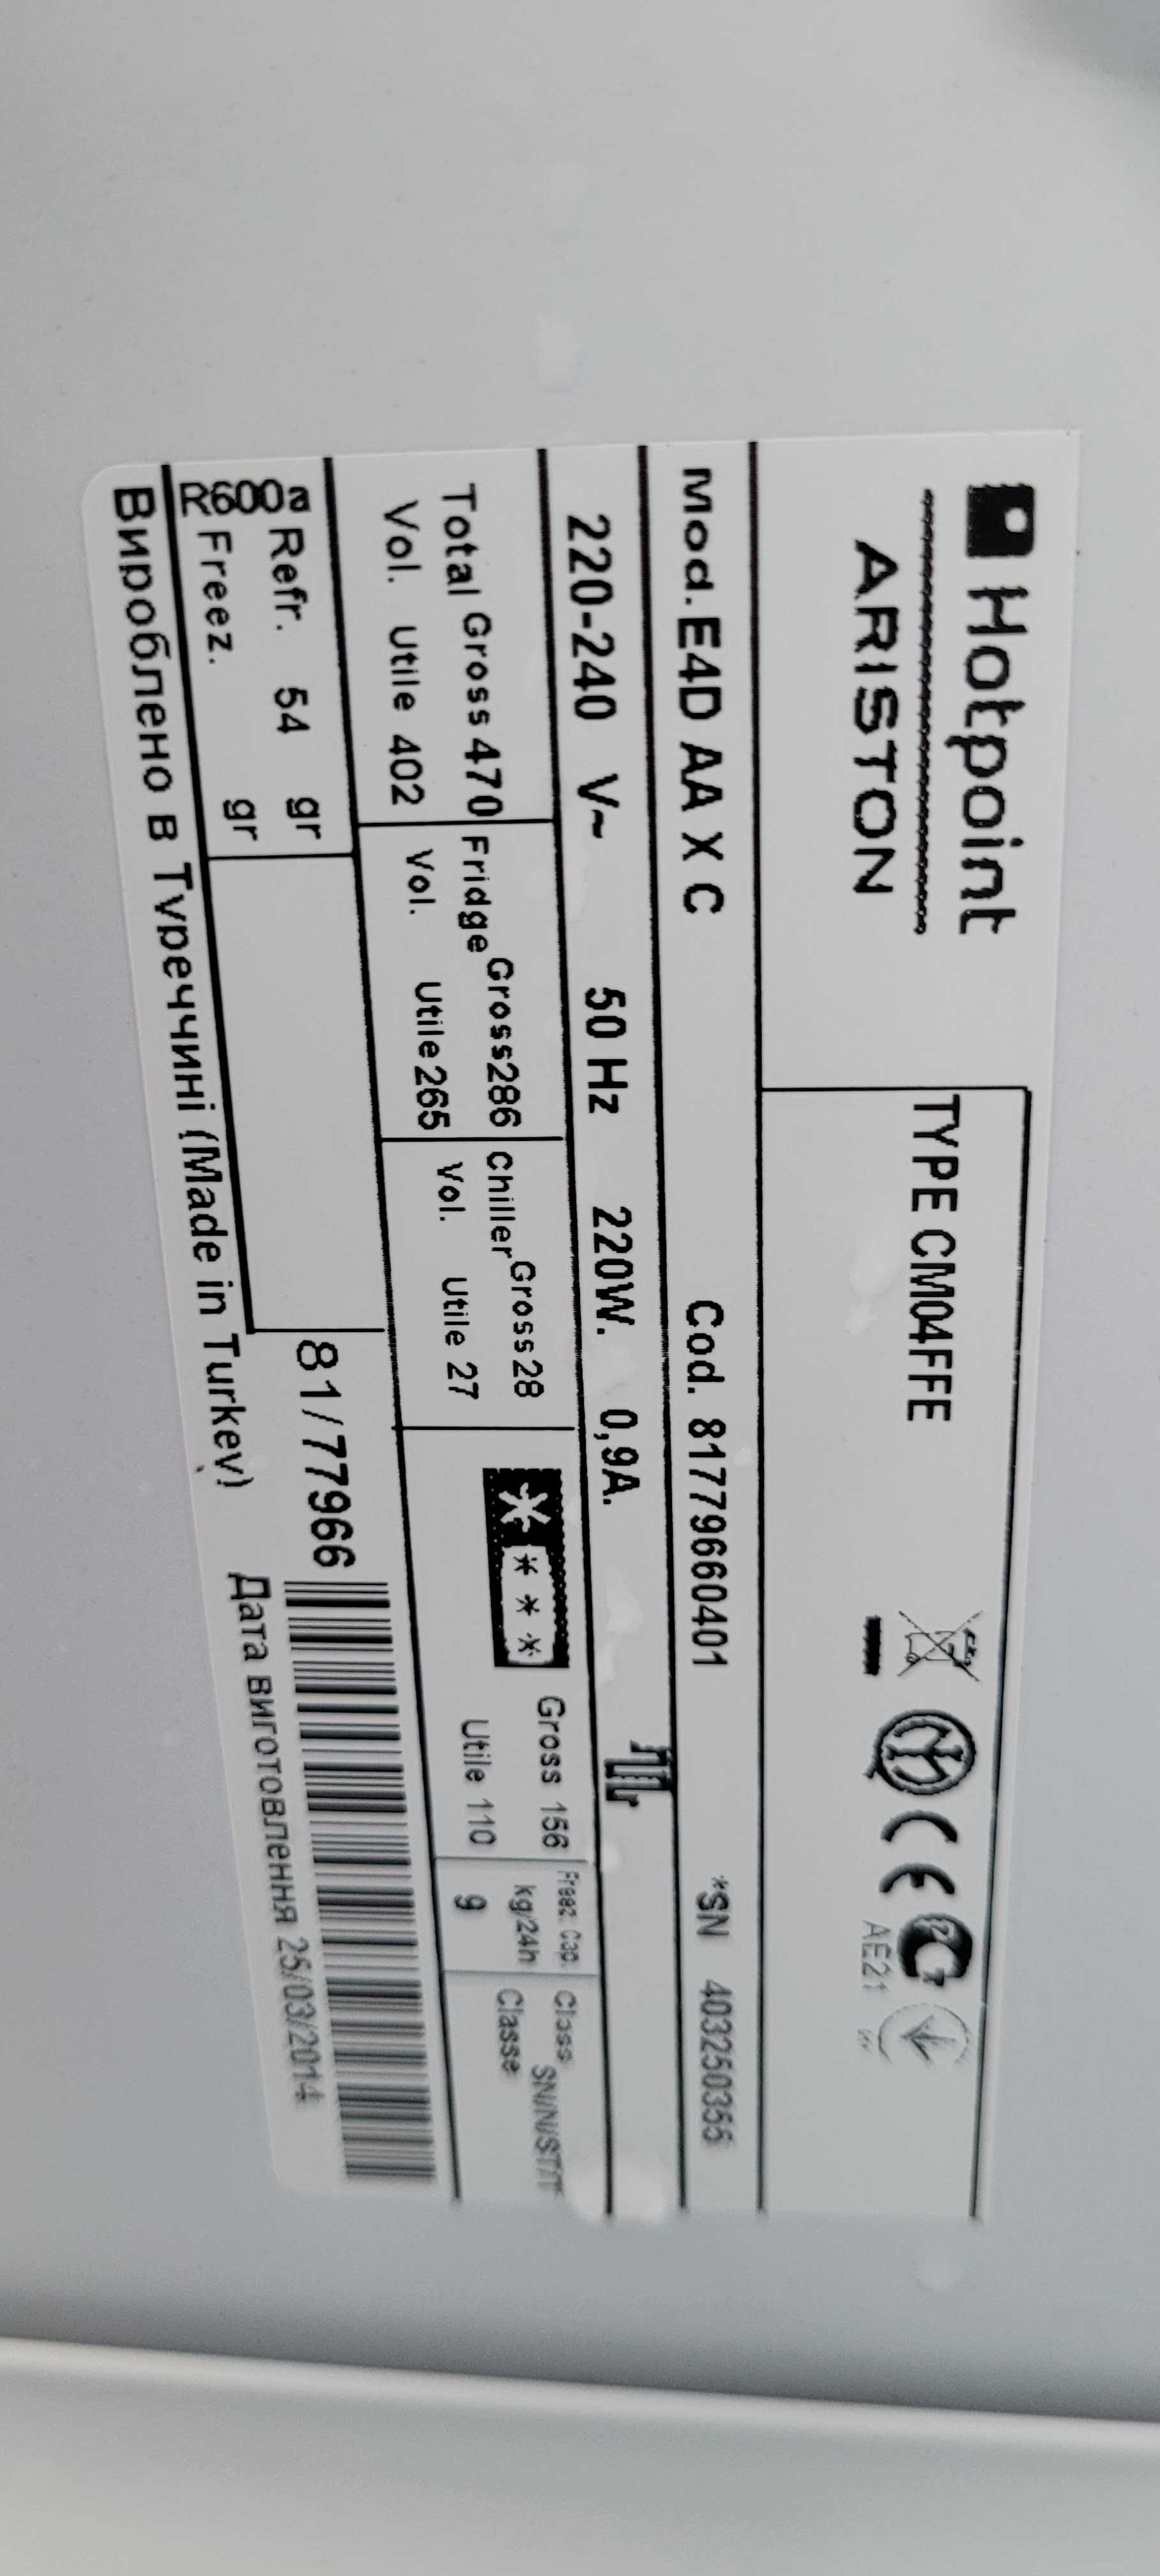 Hotpoint
ARISTON
TYPE CM04FFE
AE21
Mod. E4D AA X C Cod. 81779660401 *SN 403250355
220-240 V~ 50 Hz 220W. 0,9A.
Total Gross 470 Fridge Gross 286 Chiller Gross 28 Gross 156 Freez. Cap. Class
Vol. Utile 402 Vol. Utile 265 Vol. Utile 27 Utile 110 kg/24h 9 Classe SN/N/ST/T
R600a Refr. 54 gr
Freez. gr
81/77966
Вироблено в Туреччині (Made in Turkey) Дата виготовлення 25/03/2014